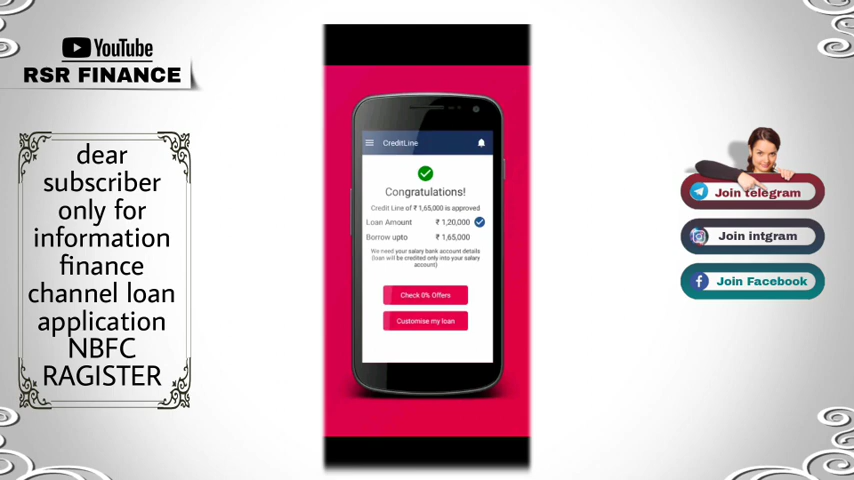 YouTube
RSR FINANCE
dear
subscriber
only for
information
finance
channel loan
application
NBFC
RAGISTER
CreditLine
Congratulations!
Credit Line of ₹ 1,65,000 is approved
Loan Amount ₹ 1,20,000
Borrow upto ₹ 1,65,000
We need your salary bank account details
(loan will be credited only into your salary
account)
Check 0% Offers
Customise my loan
Join telegram
Join intgram
Join Facebook